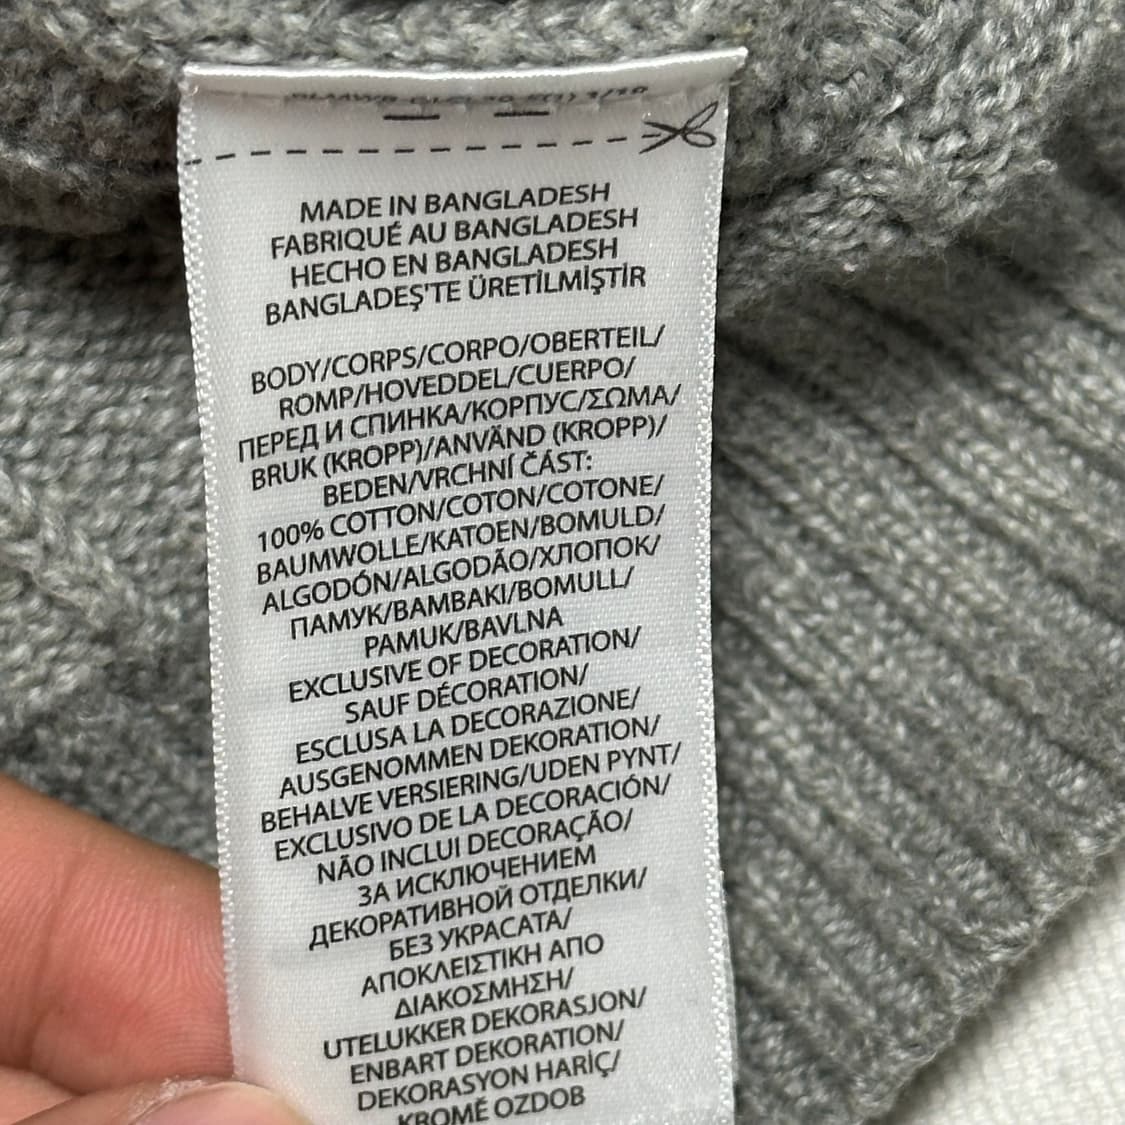 MADE IN BANGLADESH
FABRIQUÉ AU BANGLADESH
HECHO EN BANGLADESH
BANGLADEŞ'TE ÜRETİLMİŞTİR
BODY/CORPS/CORPO/OBERTEIL/
ROMP/HOVEDDEL/CUERPO/
ПЕРЕД И СПИНКА/КОРПУС/ΣΩΜΑ/
BRUK (KROPP)/ANVÄND (KROPP)/
BEDEN/VRCHNÍ ČÁST:
100% COTTON/COTON/COTONE/
BAUMWOLLE/KATOEN/BOMULD/
ALGODÓN/ALGODÃO/ХЛОПОК/
ПАМУК/ΒΑΜΒΑΚΙ/BOMULL/
PAMUK/BAVLNA
EXCLUSIVE OF DECORATION/
SAUF DÉCORATION/
ESCLUSA LA DECORAZIONE/
AUSGENOMMEN DEKORATION/
BEHALVE VERSIERING/UDEN PYNT/
EXCLUSIVO DE LA DECORACIÓN/
NÃO INCLUI DECORAÇÃO/
ЗА ИСКЛЮЧЕНИЕМ
ДЕКОРАТИВНОЙ ОТДЕЛКИ/
БЕЗ УКРАСАТА/
ΑΠΟΚΛΕΙΣΤΙΚΗ ΑΠΟ
ΔΙΑΚΟΣΜΗΣΗ/
UTELUKKER DEKORASJON/
ENBART DEKORATION/
DEKORASYON HARİÇ/
KROMĚ OZDOB